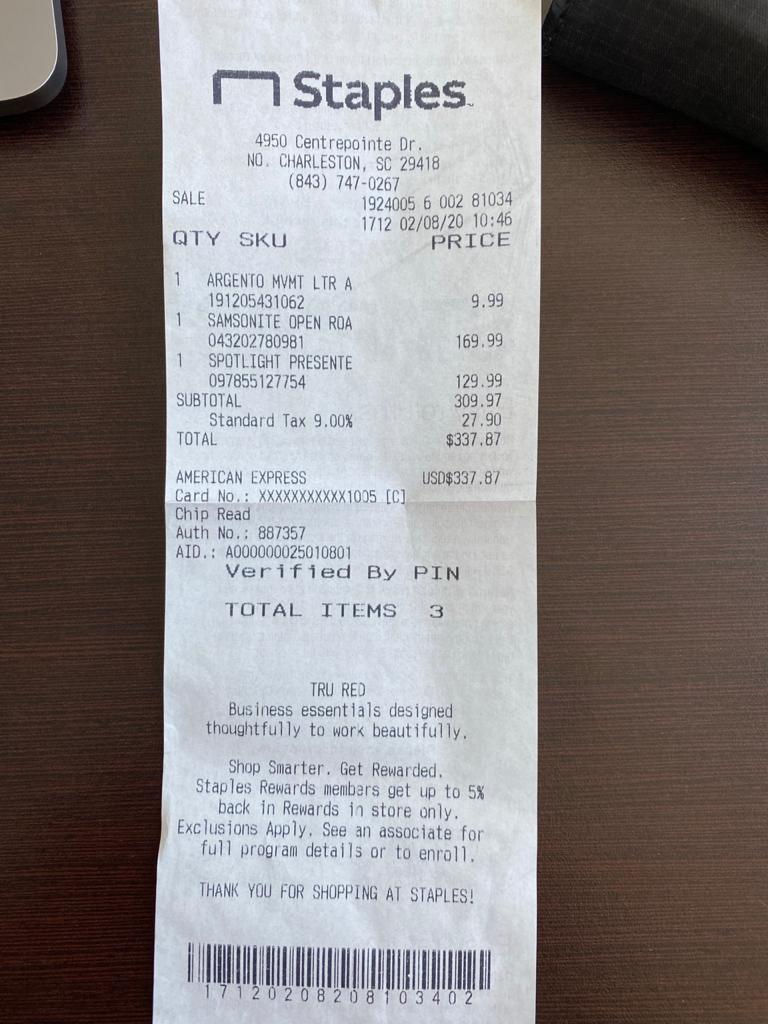 Staples
4950 Centrepointe Dr.
NO. CHARLESTON, SC 29418
(843) 747-0267
SALE 1924005 6 002 81034
1712 02/08/20 10:46
QTY SKU PRICE
1 ARGENTO MVMT LTR A
191205431062 9.99
1 SAMSONITE OPEN ROA
043202780981 169.99
1 SPOTLIGHT PRESENTE
097855127754 129.99
SUBTOTAL 309.97
Standard Tax 9.00% 27.90
TOTAL $337.87
AMERICAN EXPRESS USD$337.87
Card No.: XXXXXXXXXXX1005 [C]
Chip Read
Auth No.: 887357
AID.: A000000025010801
Verified By PIN
TOTAL ITEMS 3
TRU RED
Business essentials designed
thoughtfully to work beautifully.
Shop Smarter. Get Rewarded.
Staples Rewards members get up to 5%
back in Rewards in store only.
Exclusions Apply. See an associate for
full program details or to enroll.
THANK YOU FOR SHOPPING AT STAPLES!
17120208208103402